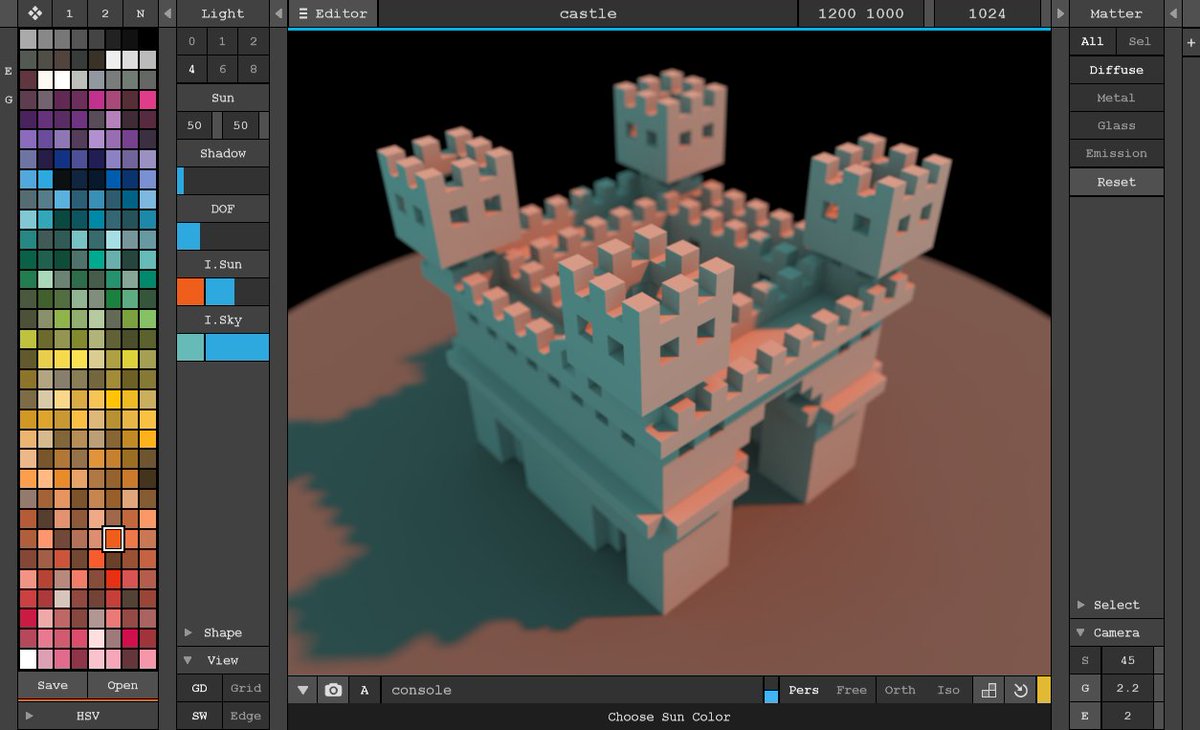 1 2 N Light Editor castle 1200 1000 1024 Matter
0 1 2
4 6 8
Sun
50 50
Shadow
DOF
I.Sun
I.Sky
Shape
View
GD Grid
SW Edge
E
G
Save Open
HSV
A console Pers Free Orth Iso
Choose Sun Color
All Sel
+
Diffuse
Metal
Glass
Emission
Reset
Select
Camera
S 45
G 2.2
E 2